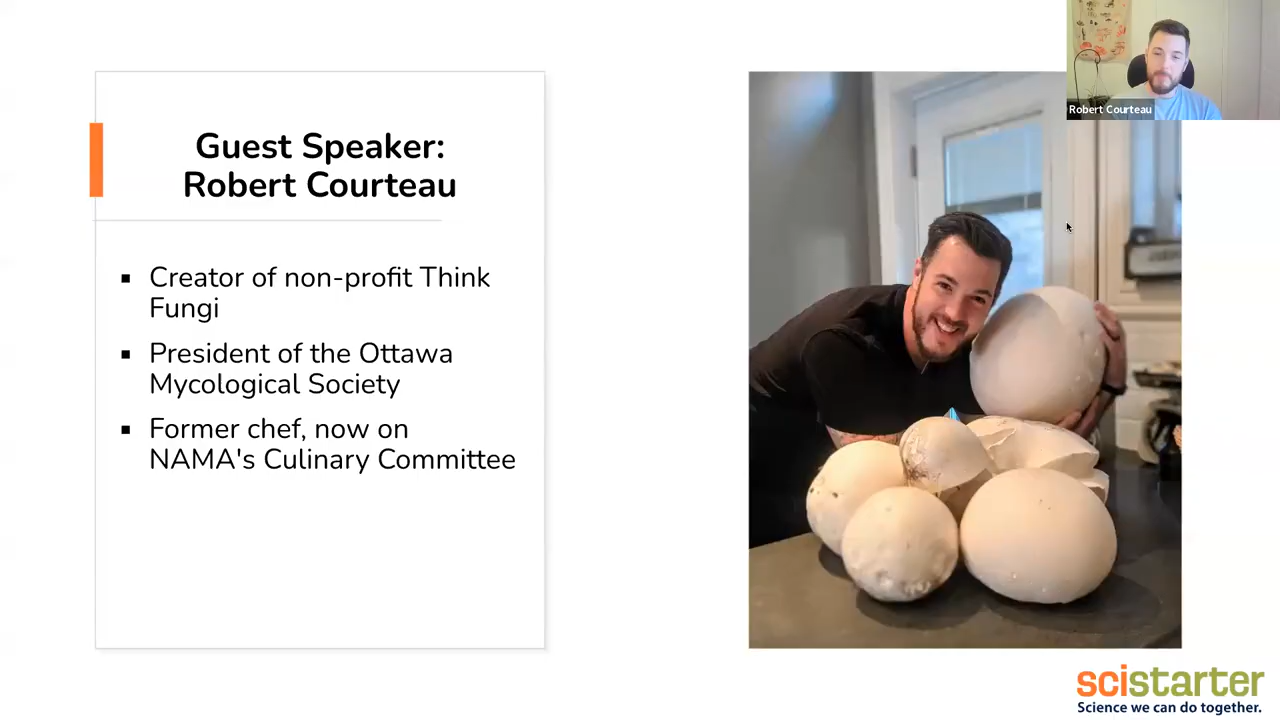 Robert Courteau
Guest Speaker:
Robert Courteau
▪ Creator of non-profit Think
Fungi
▪ President of the Ottawa
Mycological Society
▪ Former chef, now on
NAMA's Culinary Committee
scistarter
Science we can do together.